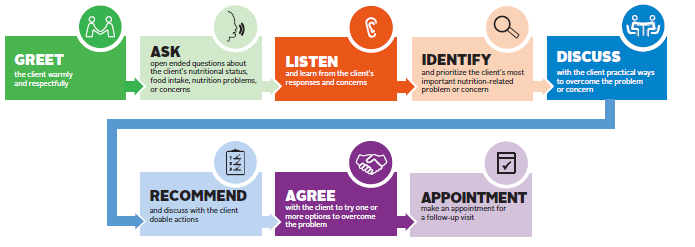 GREET
the client warmly
and respectfully
ASK
open ended questions about
the client's nutritional status,
food intake, nutrition problems,
or concerns
LISTEN
and learn from the client's
responses and concerns
IDENTIFY
and prioritize the client's most
important nutrition-related
problem or concern
DISCUSS
with the client practical ways
to overcome the problem
or concern
RECOMMEND
and discuss with the client
doable actions
AGREE
with the client to try one or
more options to overcome
the problem
APPOINTMENT
make an appointment for
a follow-up visit